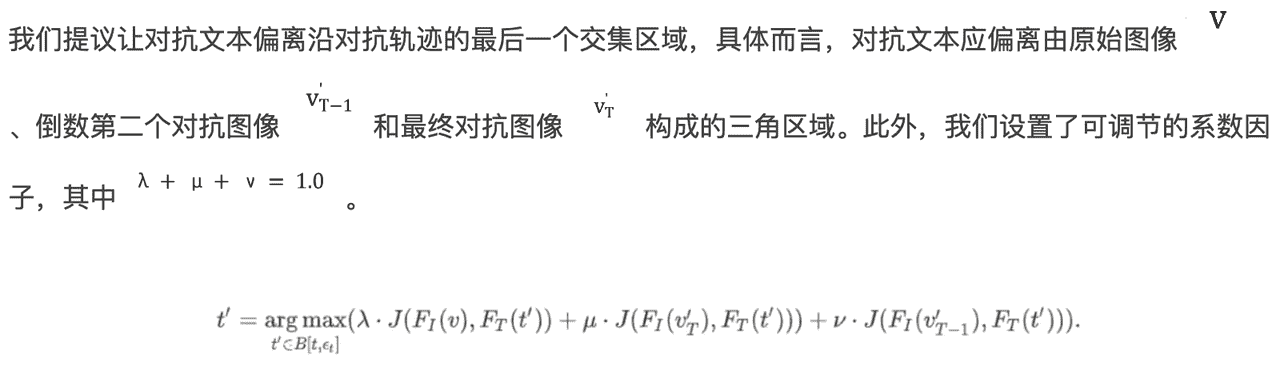 我们提议让对抗文本偏离沿对抗轨迹的最后一个交集区域，具体而言，对抗文本应偏离由原始图像 v
、倒数第二个对抗图像 v'_{T−1} 和最终对抗图像 v'_T 构成的三角区域。此外，我们设置了可调节的系数因
子，其中 λ + μ + ν = 1.0 。
t′ = arg max(λ · J(F_I(v), F_T(t′)) + μ · J(F_I(v′_T), F_T(t′))) + ν · J(F_I(v′_{T−1}), F_T(t′))).
t′∈B[t,ϵ_t]